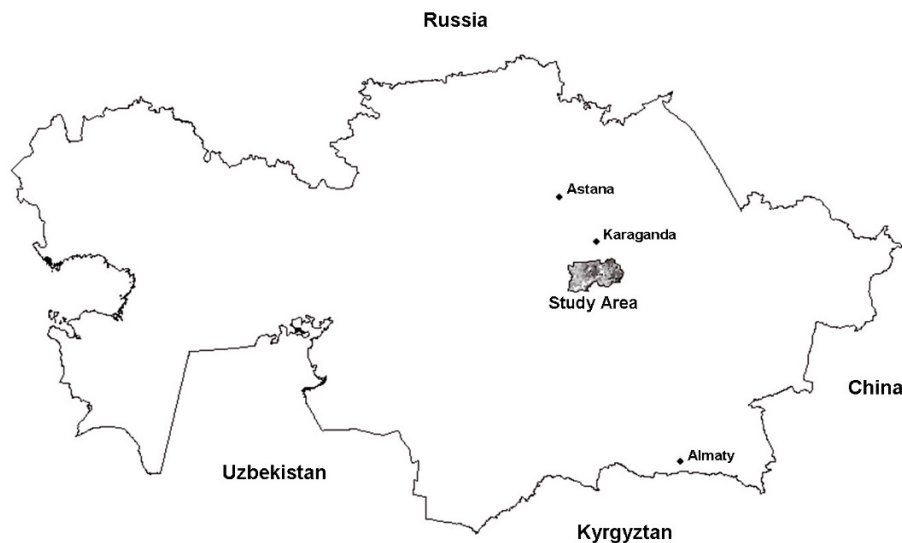 Russia
Astana
Karaganda
Study Area
China
Almaty
Uzbekistan
Kyrgyztan